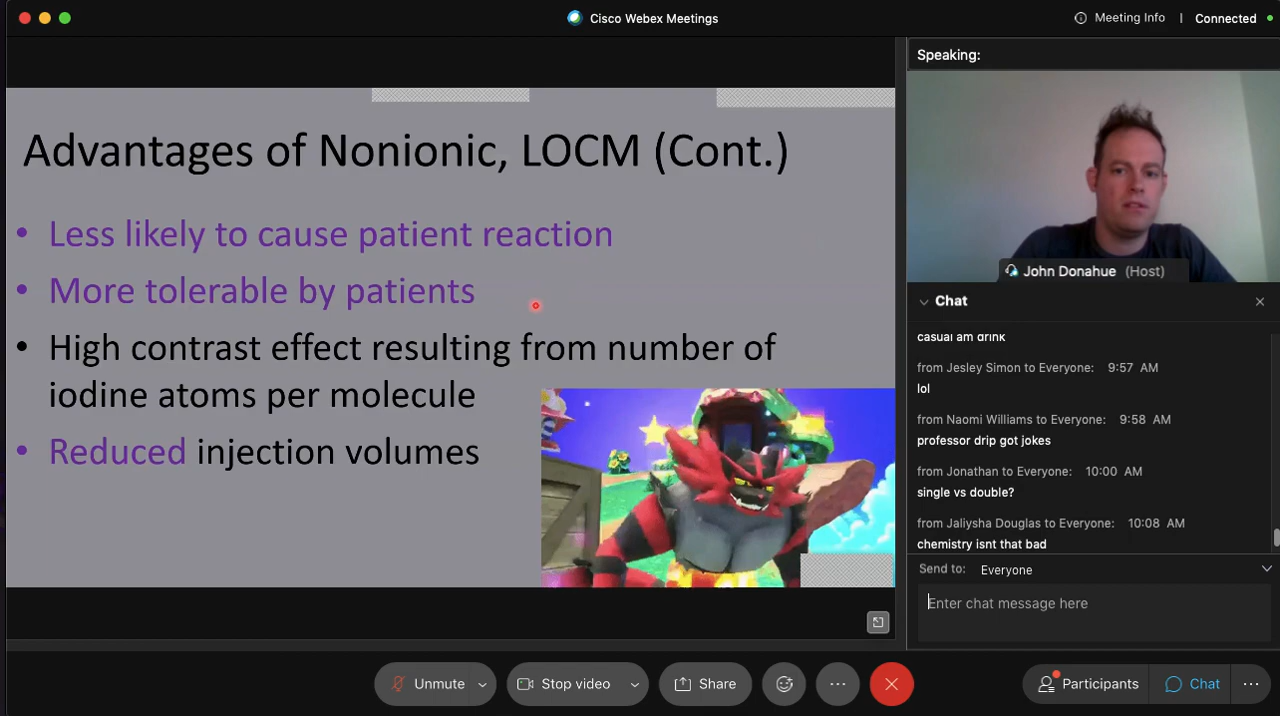 Cisco Webex Meetings
Meeting Info | Connected
Speaking:
Advantages of Nonionic, LOCM (Cont.)
• Less likely to cause patient reaction
• More tolerable by patients
• High contrast effect resulting from number of
iodine atoms per molecule
• Reduced injection volumes
John Donahue (Host)
Chat
casual am drink
from Jesley Simon to Everyone: 9:57 AM
lol
from Naomi Williams to Everyone: 9:58 AM
professor drip got jokes
from Jonathan to Everyone: 10:00 AM
single vs double?
from Jaliysha Douglas to Everyone: 10:08 AM
chemistry isnt that bad
Send to: Everyone
Enter chat message here
Unmute
Stop video
Share
Participants
Chat